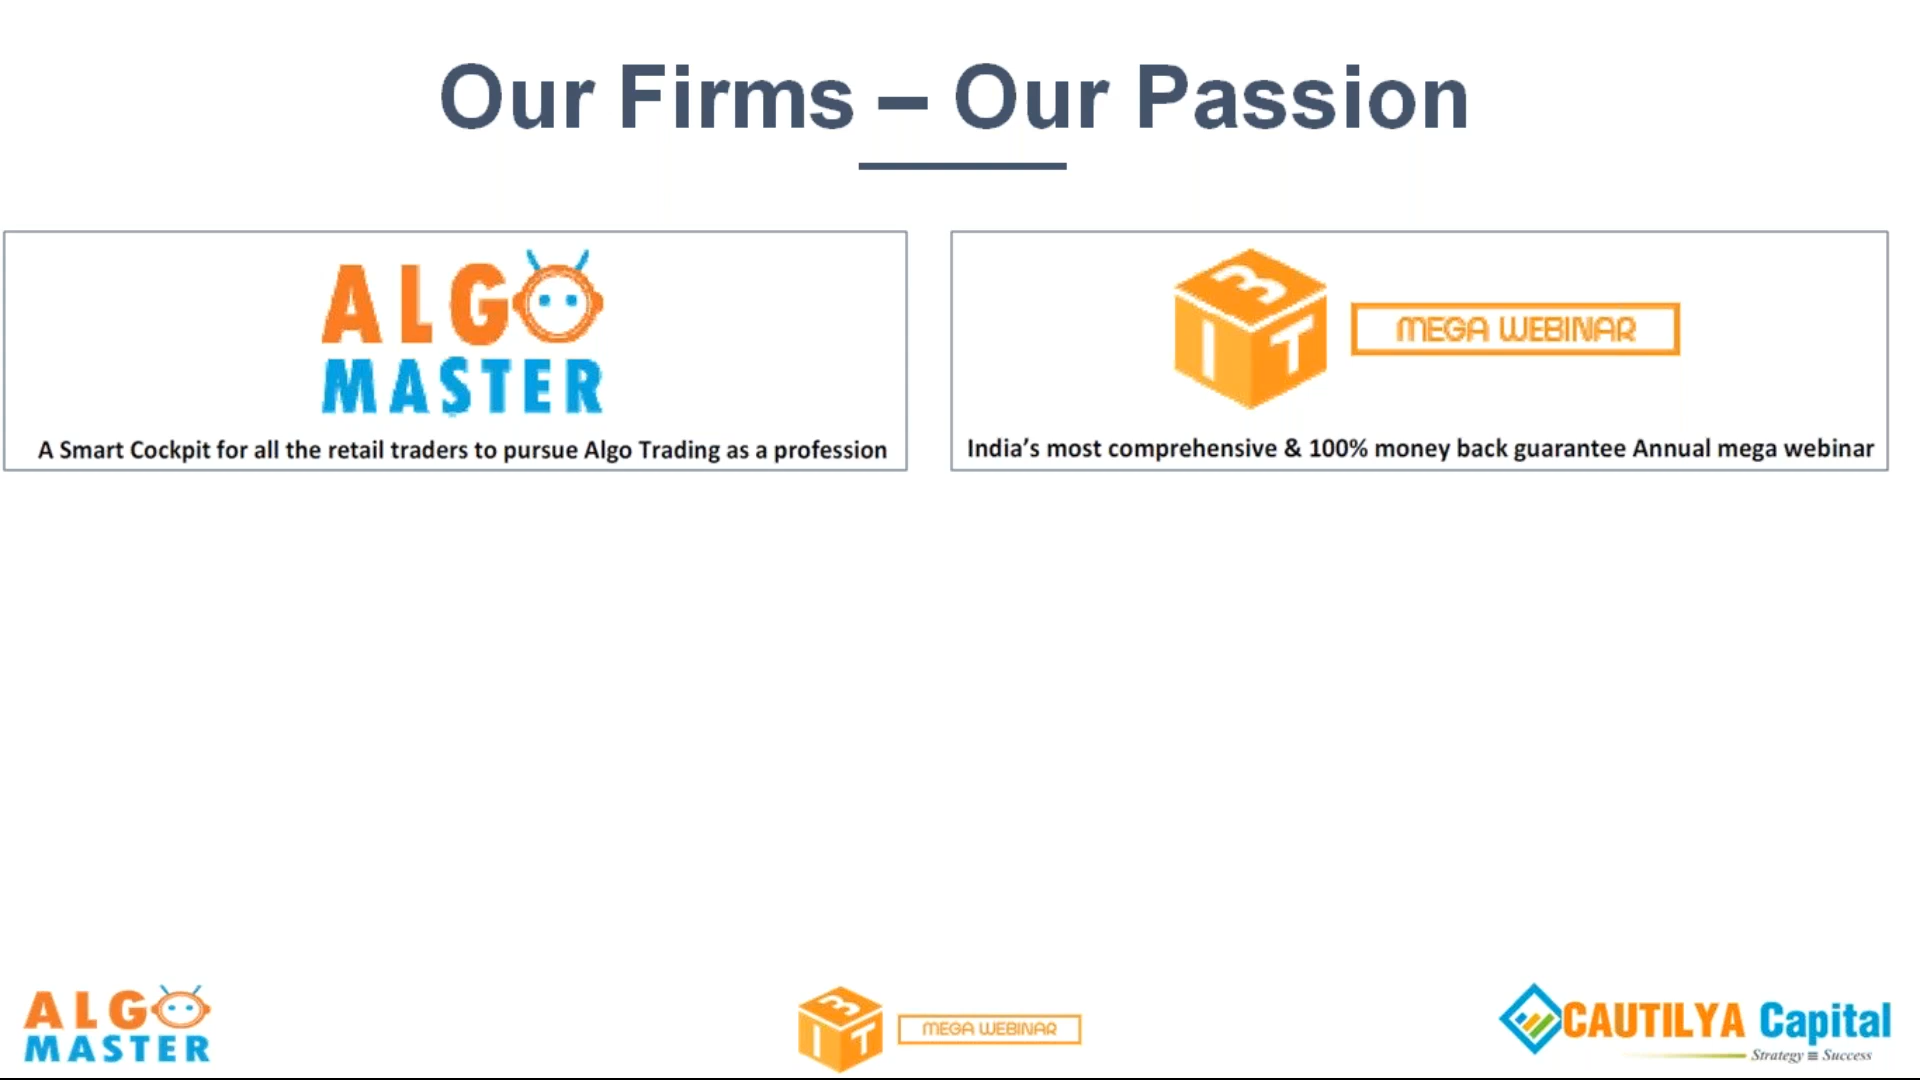 Our Firms – Our Passion
ALGO
MASTER
A Smart Cockpit for all the retail traders to pursue Algo Trading as a profession
3
I T
MEGA WEBINAR
India’s most comprehensive & 100% money back guarantee Annual mega webinar
ALGO
MASTER
3
I T
MEGA WEBINAR
CAUTILYA Capital
Strategy ≡ Success